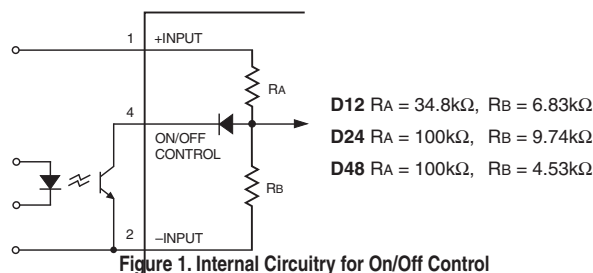 1 +INPUT
RA
D12 RA = 34.8kΩ, RB = 6.83kΩ
4
ON/OFF
CONTROL
D24 RA = 100kΩ, RB = 9.74kΩ
D48 RA = 100kΩ, RB = 4.53kΩ
RB
2 –INPUT
Figure 1. Internal Circuitry for On/Off Control